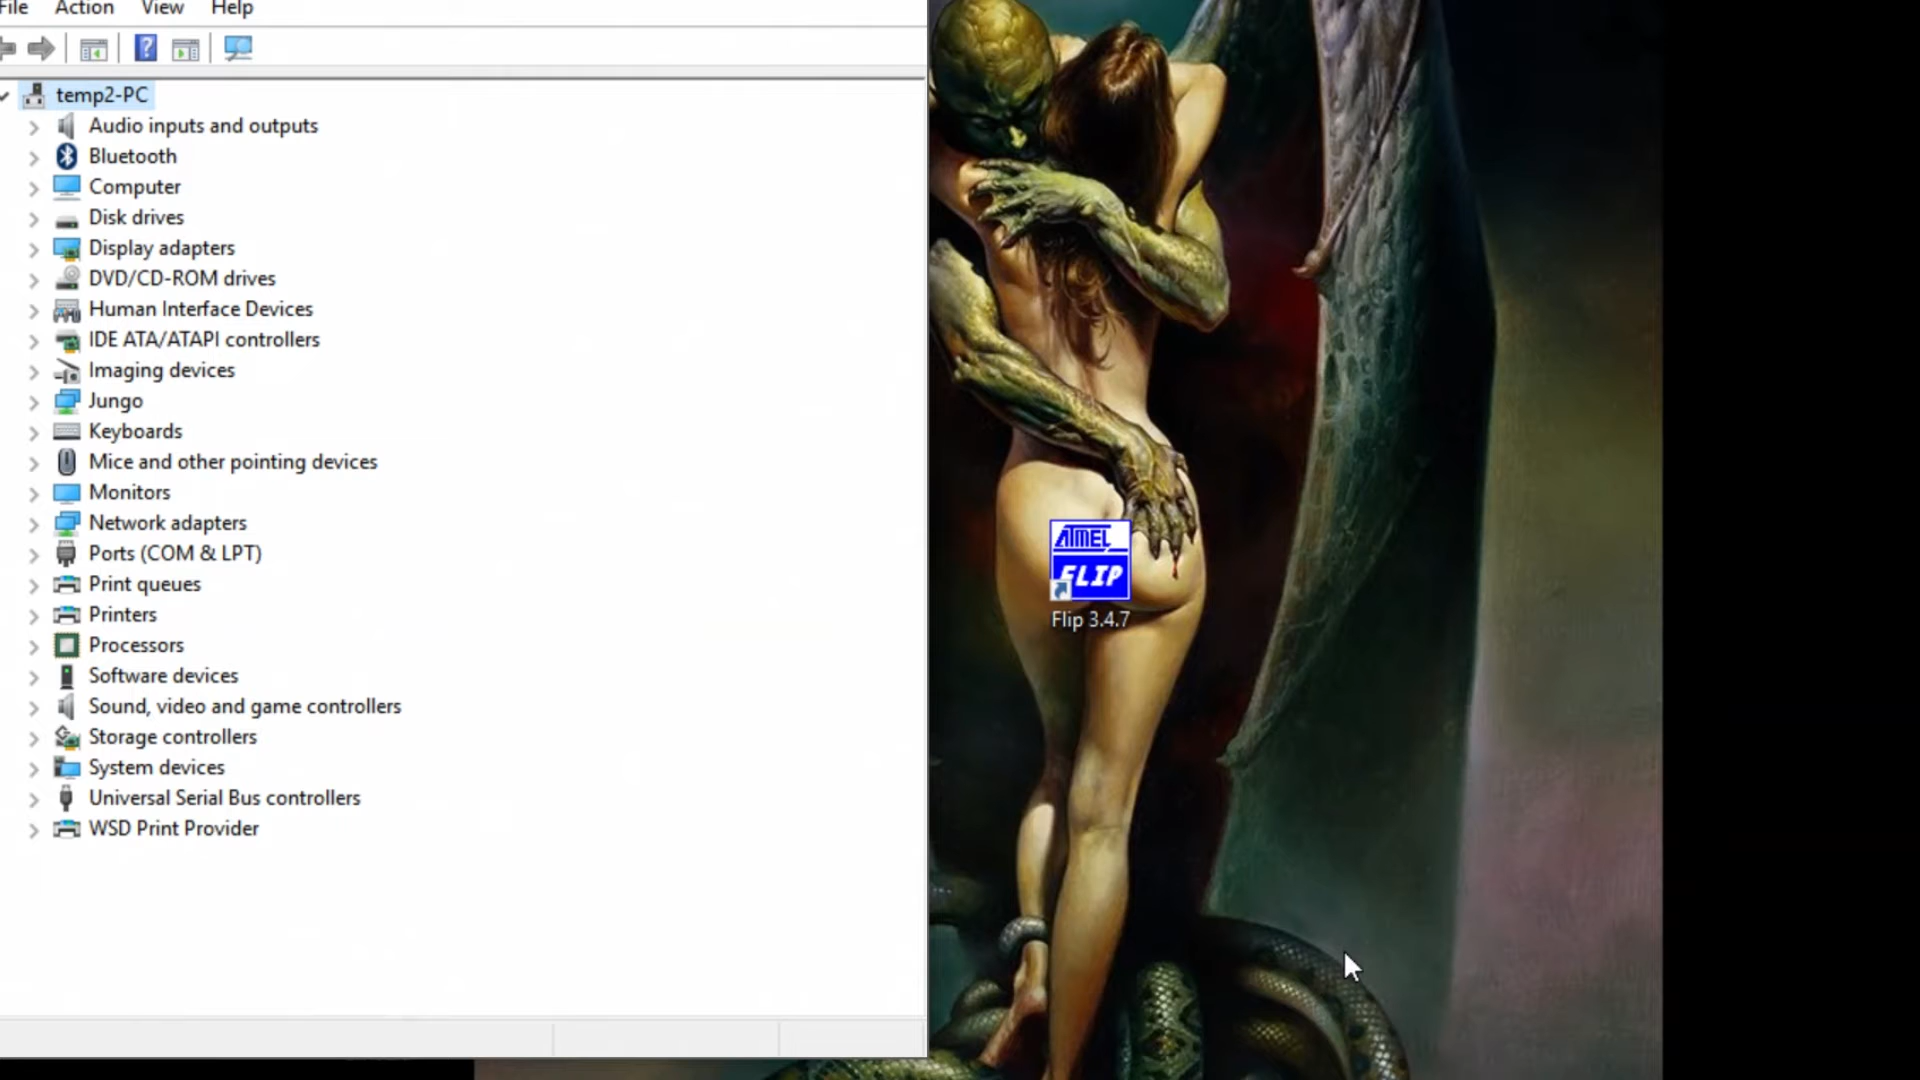 File Action View Help
temp2-PC
Audio inputs and outputs
Bluetooth
Computer
Disk drives
Display adapters
DVD/CD-ROM drives
Human Interface Devices
IDE ATA/ATAPI controllers
Imaging devices
Jungo
Keyboards
Mice and other pointing devices
Monitors
Network adapters
Ports (COM & LPT)
Print queues
Printers
Processors
Software devices
Sound, video and game controllers
Storage controllers
System devices
Universal Serial Bus controllers
WSD Print Provider
ATMEL
FLIP
Flip 3.4.7